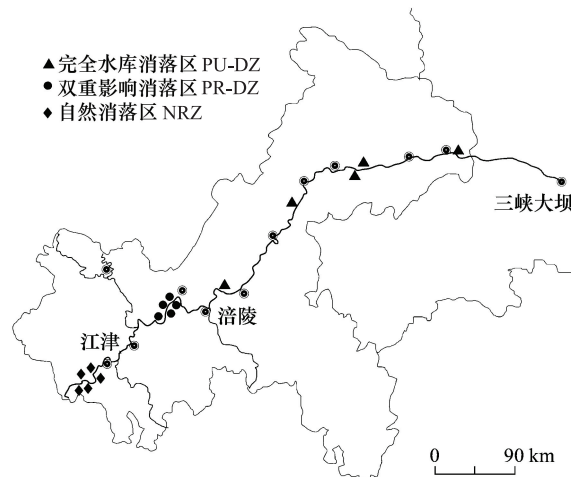 完全水库消落区 PU-DZ
双重影响消落区 PR-DZ
自然消落区 NRZ
三峡大坝
涪陵
江津
0 90 km